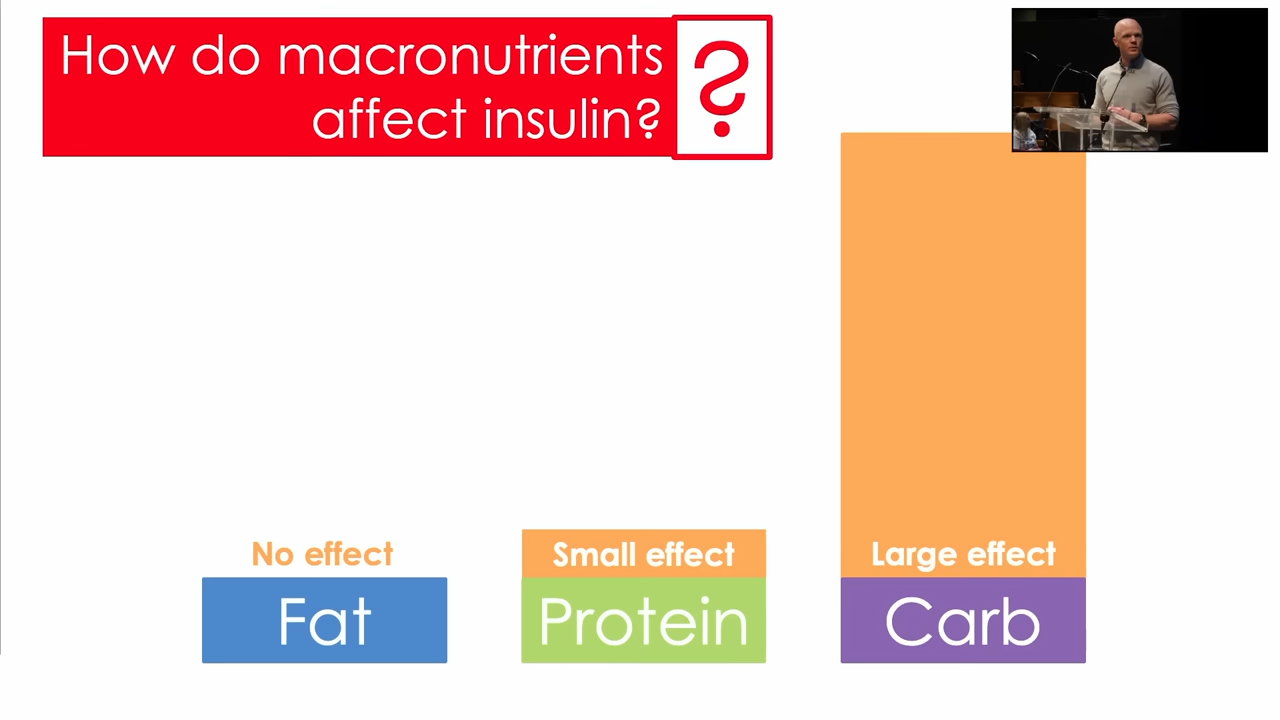 How do macronutrients
affect insulin?
?
No effect
Small effect
Large effect
Fat
Protein
Carb